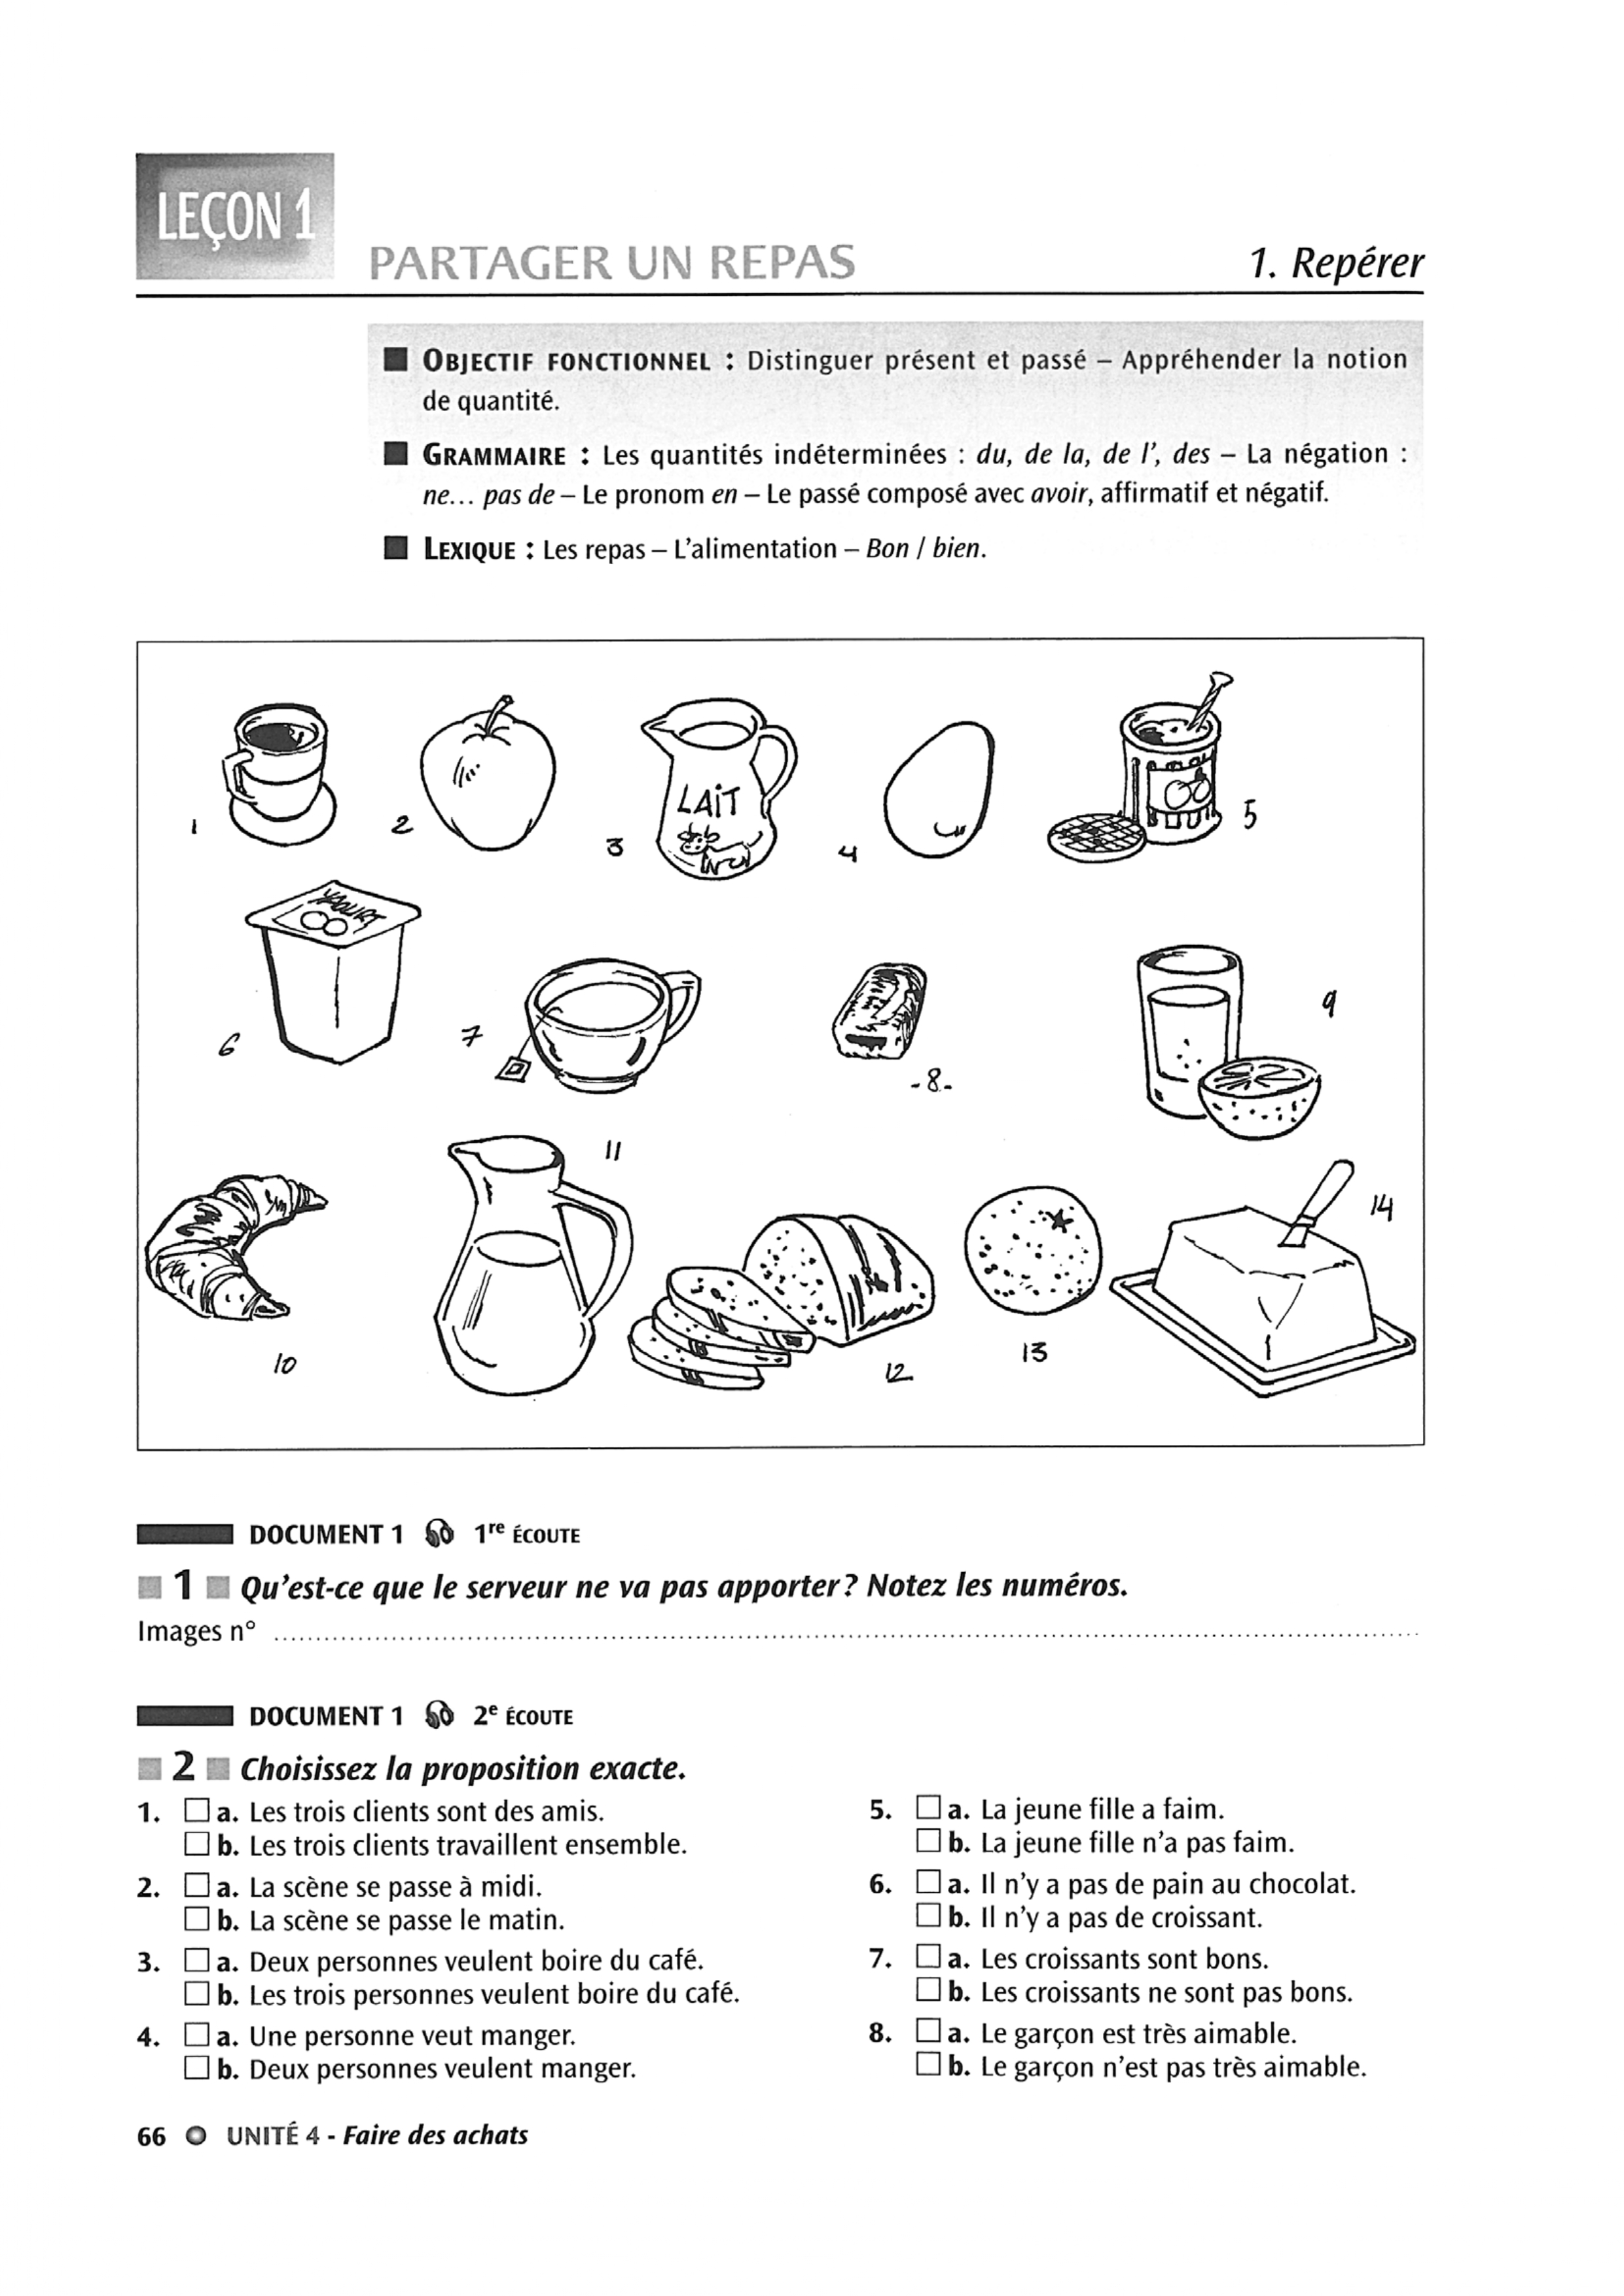 LEÇON 1
PARTAGER UN REPAS
1. Repérer
■ OBJECTIF FONCTIONNEL : Distinguer présent et passé – Appréhender la notion
de quantité.
■ GRAMMAIRE : Les quantités indéterminées : du, de la, de l’, des – La négation :
ne... pas de – Le pronom en – Le passé composé avec avoir, affirmatif et négatif.
■ LEXIQUE : Les repas – L’alimentation – Bon / bien.
1
2
3
LAIT
4
5
6
YAOURT
7
-8-
9
10
11
12
13
14
DOCUMENT 1 1re ÉCOUTE
1 Qu’est-ce que le serveur ne va pas apporter? Notez les numéros.
Images n° ..........
DOCUMENT 1 2e ÉCOUTE
2 Choisissez la proposition exacte.
1. □ a. Les trois clients sont des amis.
□ b. Les trois clients travaillent ensemble.
2. □ a. La scène se passe à midi.
□ b. La scène se passe le matin.
3. □ a. Deux personnes veulent boire du café.
□ b. Les trois personnes veulent boire du café.
4. □ a. Une personne veut manger.
□ b. Deux personnes veulent manger.
5. □ a. La jeune fille a faim.
□ b. La jeune fille n’a pas faim.
6. □ a. Il n’y a pas de pain au chocolat.
□ b. Il n’y a pas de croissant.
7. □ a. Les croissants sont bons.
□ b. Les croissants ne sont pas bons.
8. □ a. Le garçon est très aimable.
□ b. Le garçon n’est pas très aimable.
66 UNITÉ 4 - Faire des achats